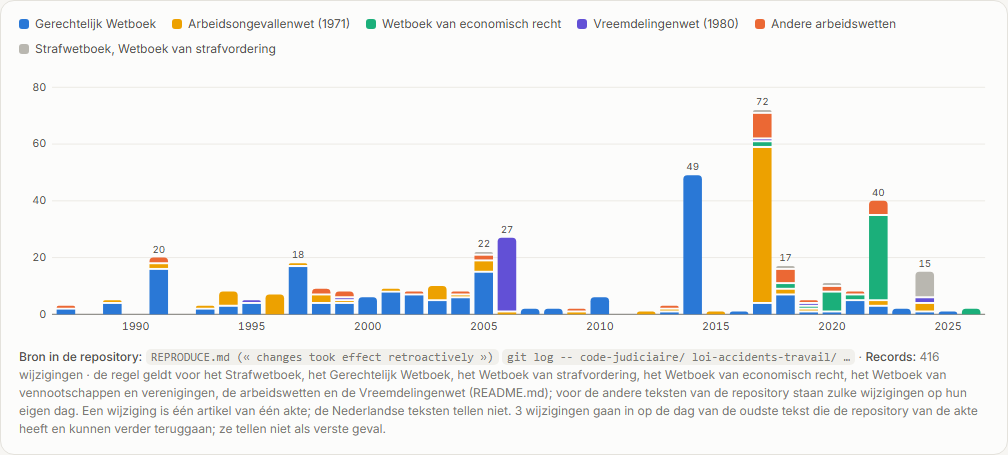 Gerechtelijk Wetboek Arbeidsongevallenwet (1971) Wetboek van economisch recht Vreemdelingenwet (1980) Andere arbeidswetten
Strafwetboek, Wetboek van strafvordering
80
60
40
20
0
20
18
22
27
49
72
17
11
40
15
1990 1995 2000 2005 2010 2015 2020 2025
Bron in de repository: REPRODUCE.md (« changes took effect retroactively ») git log -- code-judiciaire/ loi-accidents-travail/ … · Records: 416
wijzigingen · de regel geldt voor het Strafwetboek, het Gerechtelijk Wetboek, het Wetboek van strafvordering, het Wetboek van economisch recht, het Wetboek van
vennootschappen en verenigingen, de arbeidswetten en de Vreemdelingenwet (README.md); voor de andere teksten van de repository staan zulke wijzigingen op hun
eigen dag. Een wijziging is één artikel van één akte; de Nederlandse teksten tellen niet. 3 wijzigingen gaan in op de dag van de oudste tekst die de repository van de akte
heeft en kunnen verder teruggaan; ze tellen niet als verste geval.